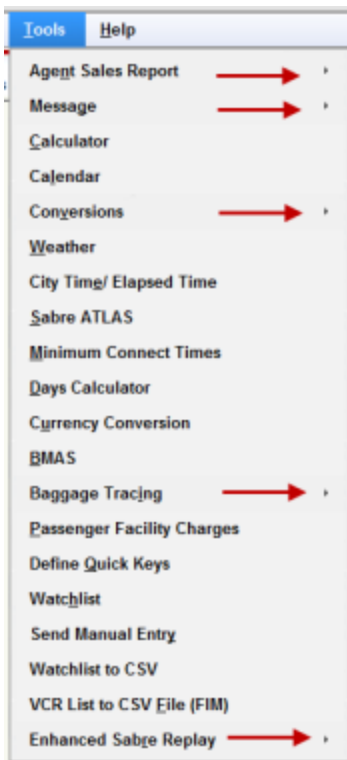 Tools Help
Agent Sales Report
Message
Calculator
Calendar
Conversions
Weather
City Time/ Elapsed Time
Sabre ATLAS
Minimum Connect Times
Days Calculator
Currency Conversion
BMAS
Baggage Tracing
Passenger Facility Charges
Define Quick Keys
Watchlist
Send Manual Entry
Watchlist to CSV
VCR List to CSV File (FIM)
Enhanced Sabre Replay